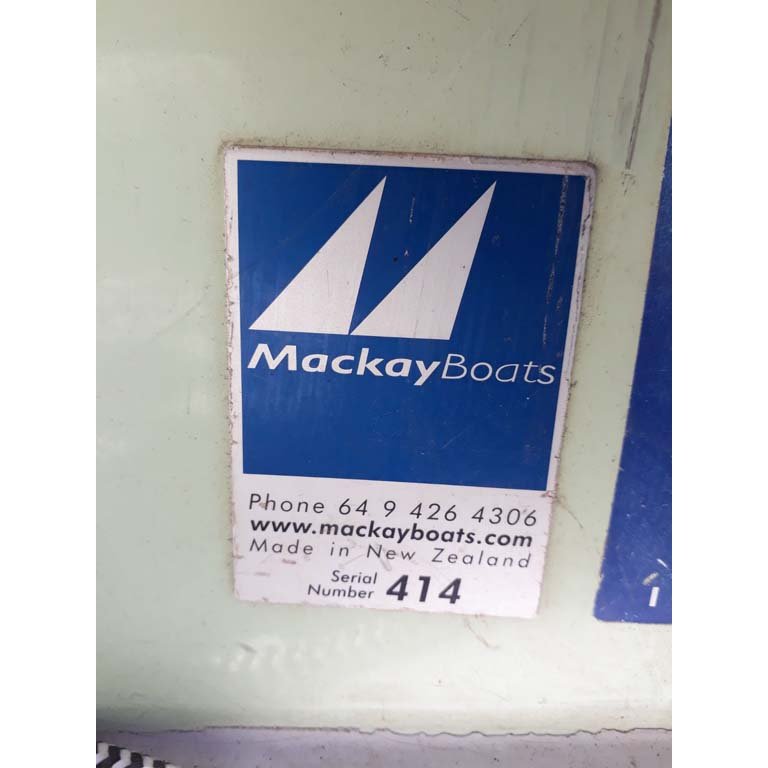 MackayBoats
Phone 64 9 426 4306
www.mackayboats.com
Made in New Zealand
Serial
Number 414